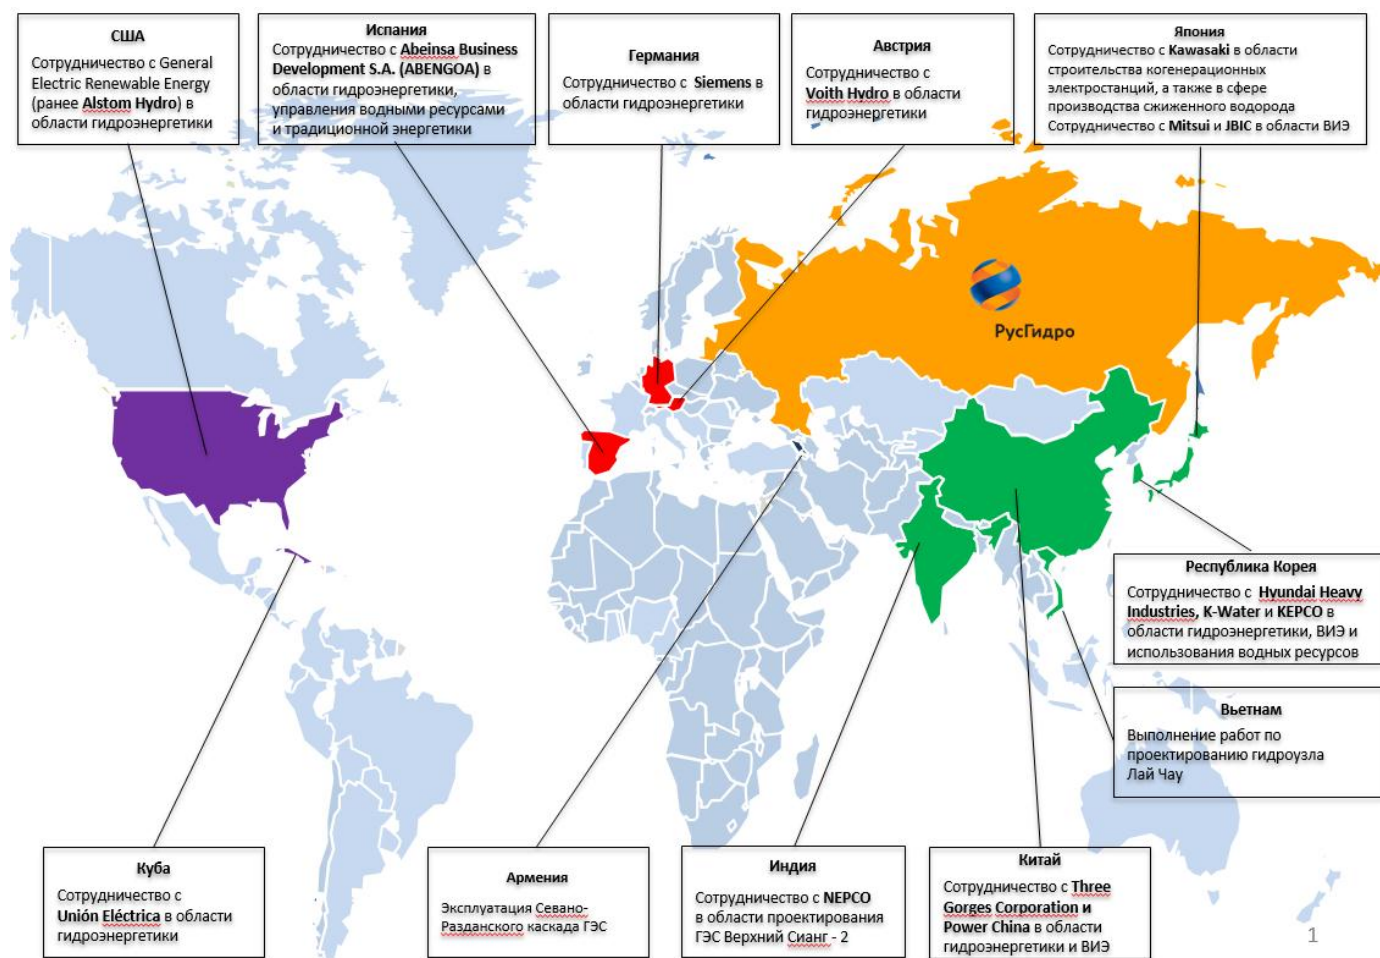 США
Сотрудничество с General
Electric Renewable Energy
(ранее Alstom Hydro) в
области гидроэнергетики
Испания
Сотрудничество с Abeinsa Business
Development S.A. (ABENGOA) в
области гидроэнергетики,
управления водными ресурсами
и традиционной энергетики
Германия
Сотрудничество с Siemens в
области гидроэнергетики
Австрия
Сотрудничество с
Voith Hydro в области
гидроэнергетики
Япония
Сотрудничество с Kawasaki в области
строительства когенерационных
электростанций, а также в сфере
производства сжиженного водорода
Сотрудничество с Mitsui и JBIC в области ВИЭ
РусГидро
Республика Корея
Сотрудничество с Hyundai Heavy
Industries, K-Water и KEPCO в
области гидроэнергетики, ВИЭ и
использования водных ресурсов
Вьетнам
Выполнение работ по
проектированию гидроузла
Лай Чау
Куба
Сотрудничество с
Unión Eléctrica в области
гидроэнергетики
Армения
Эксплуатация Севано-
Разданского каскада ГЭС
Индия
Сотрудничество с NEPCO
в области проектирования
ГЭС Верхний Сианг - 2
Китай
Сотрудничество с Three
Gorges Corporation и
Power China в области
гидроэнергетики и ВИЭ
1